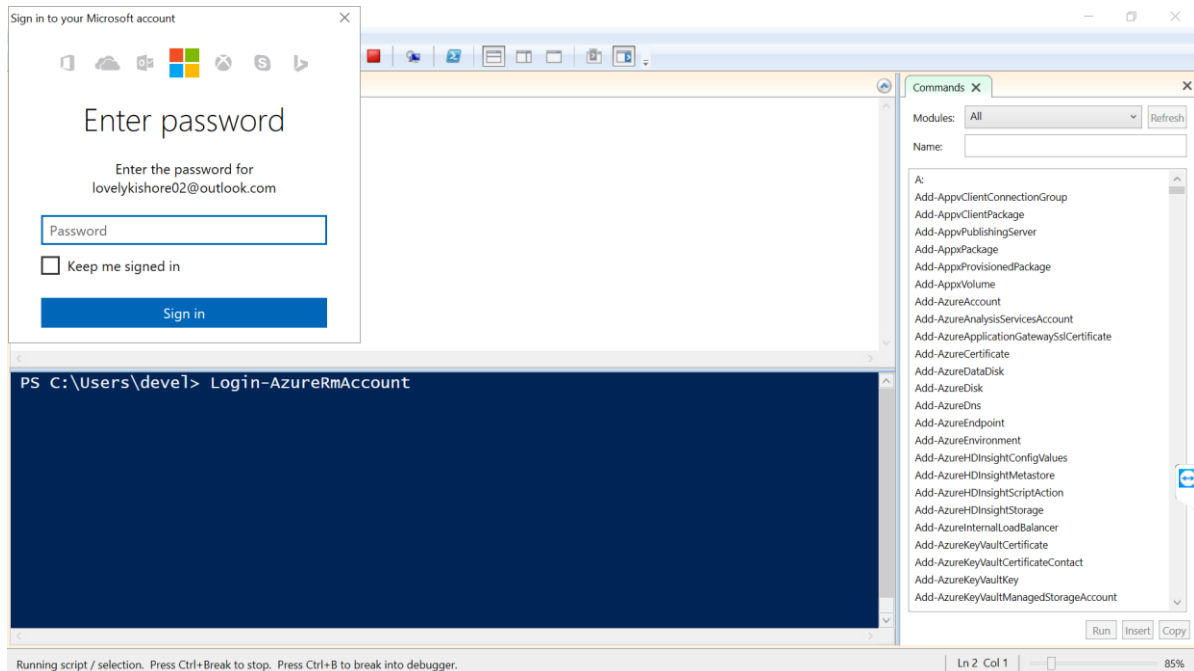 Sign in to your Microsoft account
Enter password
Enter the password for
lovelykishore02@outlook.com
Password
Keep me signed in
Sign in
PS C:\Users\devel> Login-AzureRmAccount
Commands
Modules: All Refresh
Name:
A:
Add-AppvClientConnectionGroup
Add-AppvClientPackage
Add-AppvPublishingServer
Add-AppxPackage
Add-AppxProvisionedPackage
Add-AppxVolume
Add-AzureAccount
Add-AzureAnalysisServicesAccount
Add-AzureApplicationGatewaySslCertificate
Add-AzureCertificate
Add-AzureDataDisk
Add-AzureDisk
Add-AzureDns
Add-AzureEndpoint
Add-AzureEnvironment
Add-AzureHDInsightConfigValues
Add-AzureHDInsightMetastore
Add-AzureHDInsightScriptAction
Add-AzureHDInsightStorage
Add-AzureInternalLoadBalancer
Add-AzureKeyVaultCertificate
Add-AzureKeyVaultCertificateContact
Add-AzureKeyVaultKey
Add-AzureKeyVaultManagedStorageAccount
Run Insert Copy
Running script / selection. Press Ctrl+Break to stop. Press Ctrl+B to break into debugger.
Ln 2 Col 1 85%